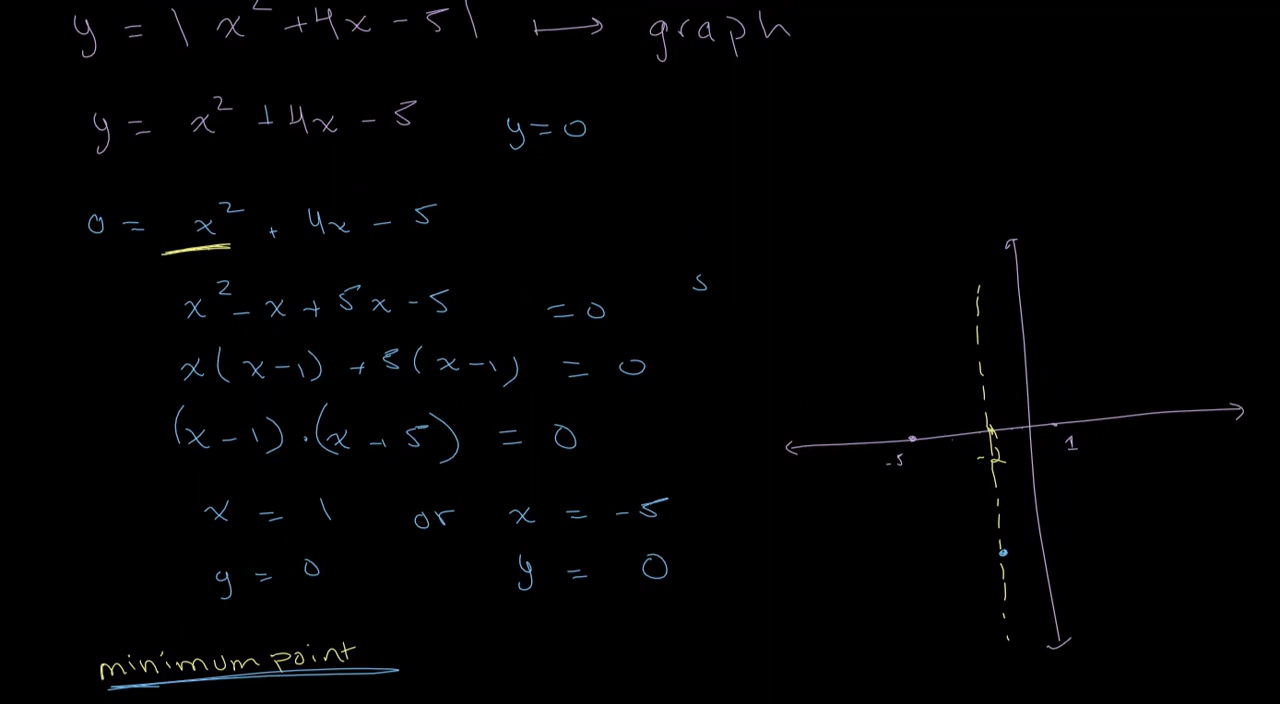 y = | x² + 4x - 5 | ↦ graph
y = x² + 4x - 5 y = 0
0 = x² + 4x - 5
s
x² - x + 5x - 5 = 0
x(x-1) + 5(x-1) = 0
(x-1).(x+5) = 0
-5 -2 1
x = 1 or x = -5
y = 0 y = 0
minimum point